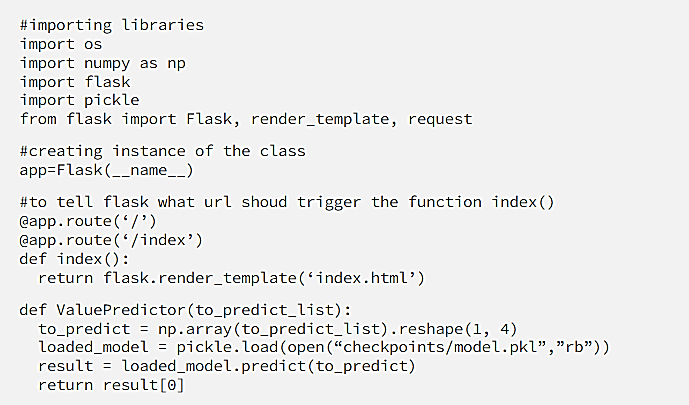 #importing libraries
import os
import numpy as np
import flask
import pickle
from flask import Flask, render_template, request
#creating instance of the class
app=Flask(__name__)
#to tell flask what url shoud trigger the function index()
@app.route(‘/’)
@app.route(‘/index’)
def index():
  return flask.render_template(‘index.html’)
def ValuePredictor(to_predict_list):
  to_predict = np.array(to_predict_list).reshape(1, 4)
  loaded_model = pickle.load(open(“checkpoints/model.pkl”,”rb”))
  result = loaded_model.predict(to_predict)
  return result[0]